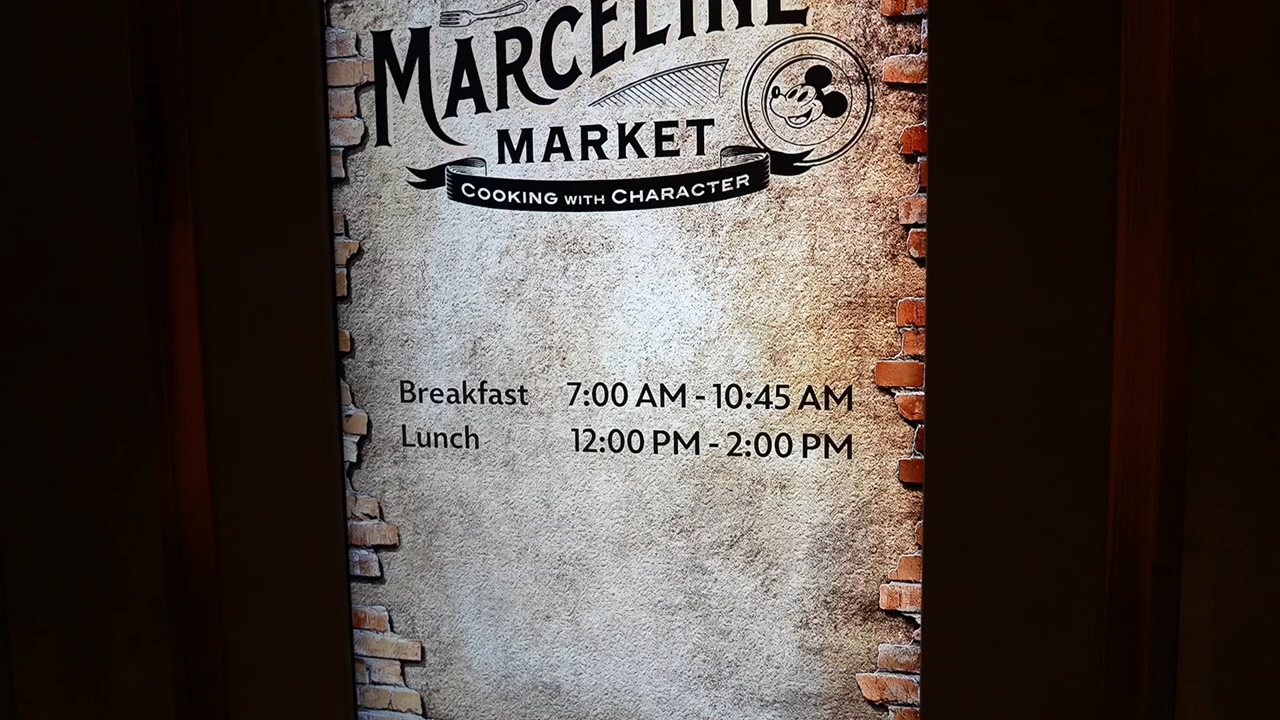 MARCELINE
MARKET
COOKING WITH CHARACTER
Breakfast 7:00 AM - 10:45 AM
Lunch 12:00 PM - 2:00 PM